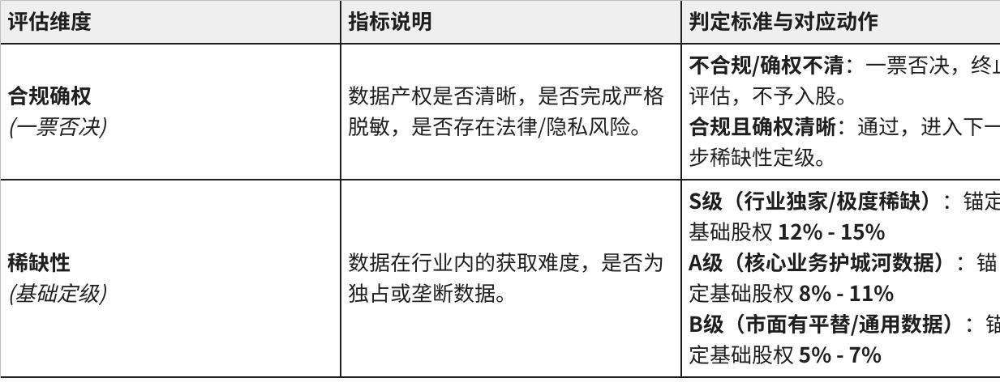 评估维度
指标说明
判定标准与对应动作
合规确权
(一票否决)
数据产权是否清晰，是否完成严格
脱敏，是否存在法律/隐私风险。
不合规/确权不清：一票否决，终止
评估，不予入股。
合规且确权清晰：通过，进入下一
步稀缺性定级。
稀缺性
(基础定级)
数据在行业内的获取难度，是否为
独占或垄断数据。
S级（行业独家/极度稀缺）：锚定
基础股权 12% - 15%
A级（核心业务护城河数据）：锚
定基础股权 8% - 11%
B级（市面有平替/通用数据）：锚
定基础股权 5% - 7%